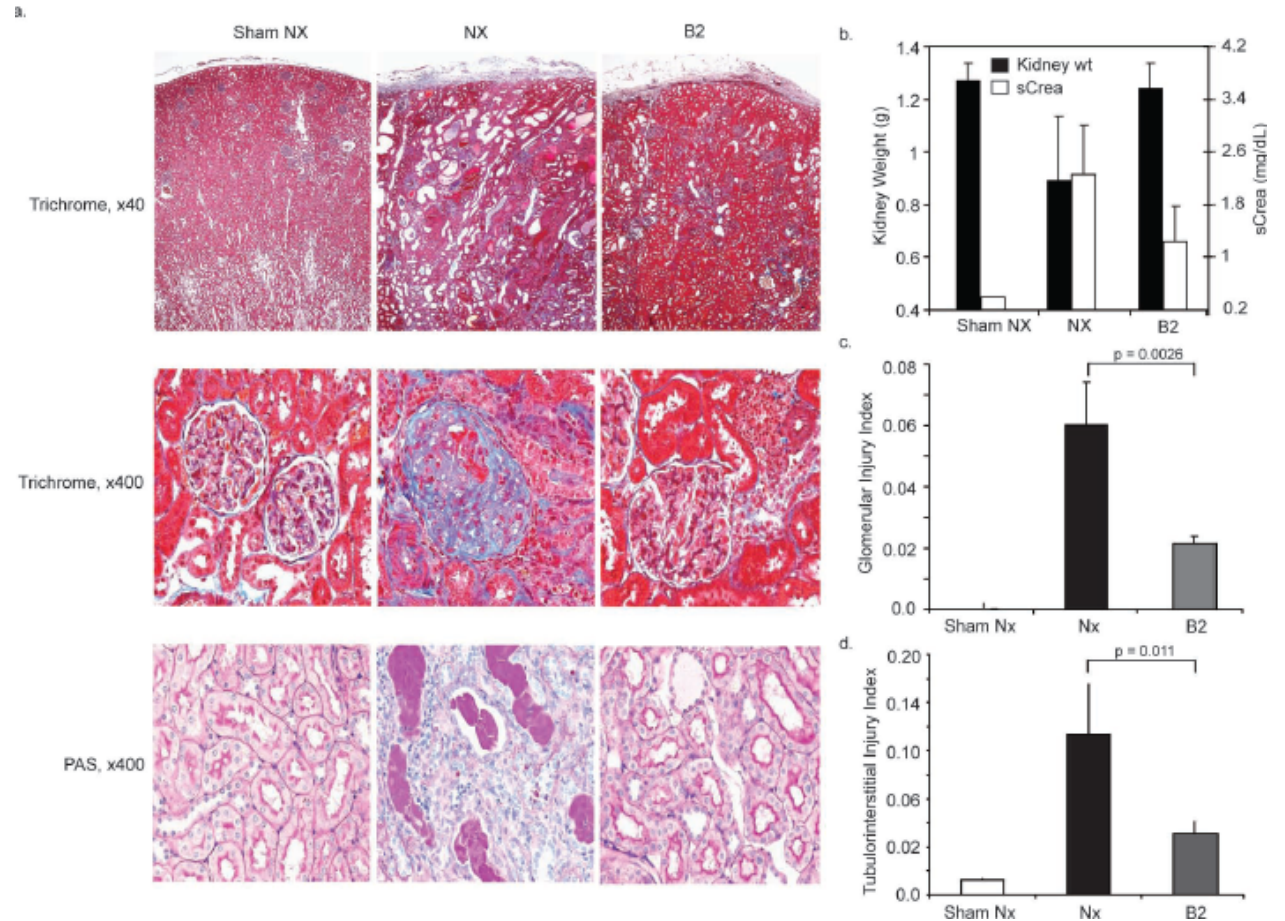 a.
Sham NX NX B2
Trichrome, x40
Trichrome, x400
PAS, x400
b.
Kidney Weight (g)
1.4
1.2
1
0.8
0.6
0.4
Kidney wt
sCrea
4.2
3.4
2.6
1.8
1
0.2
sCrea (mg/dL)
Sham NX NX B2
c.
p = 0.0026
Glomerular Injury Index
0.08
0.06
0.04
0.02
0.0
Sham Nx Nx B2
d.
p = 0.011
Tubulorinterstitial Injury Index
0.20
0.14
0.10
0.06
0.02
0.0
Sham Nx Nx B2